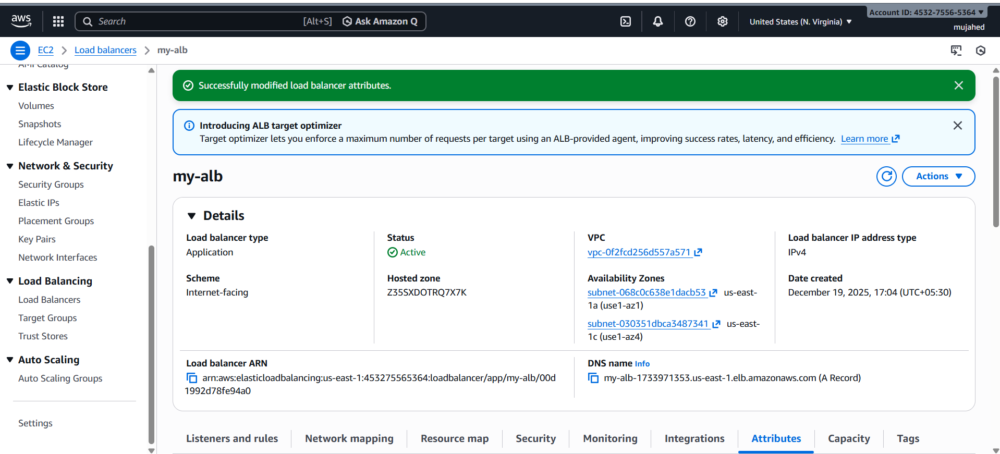 aws
Search [Alt+S] Ask Amazon Q
United States (N. Virginia)
Account ID: 4532-7556-5364
mujahed
EC2 Load balancers my-alb
AMI Catalog
Elastic Block Store
Volumes
Snapshots
Lifecycle Manager
Network & Security
Security Groups
Elastic IPs
Placement Groups
Key Pairs
Network Interfaces
Load Balancing
Load Balancers
Target Groups
Trust Stores
Auto Scaling
Auto Scaling Groups
Settings
Successfully modified load balancer attributes.
Introducing ALB target optimizer
Target optimizer lets you enforce a maximum number of requests per target using an ALB-provided agent, improving success rates, latency, and efficiency. Learn more
my-alb
Actions
Details
Load balancer type
Application
Status
Active
VPC
vpc-0f2fcd256d557a571
Load balancer IP address type
IPv4
Scheme
Internet-facing
Hosted zone
Z35SXDOTRQ7X7K
Availability Zones
subnet-068c0c638e1dacb53 us-east-
1a (use1-az1)
subnet-030351dbca3487341 us-east-
1c (use1-az4)
Date created
December 19, 2025, 17:04 (UTC+05:30)
Load balancer ARN
arn:aws:elasticloadbalancing:us-east-1:453275565364:loadbalancer/app/my-alb/00d
1992d78fe94a0
DNS name Info
my-alb-1733971353.us-east-1.elb.amazonaws.com (A Record)
Listeners and rules Network mapping Resource map Security Monitoring Integrations Attributes Capacity Tags